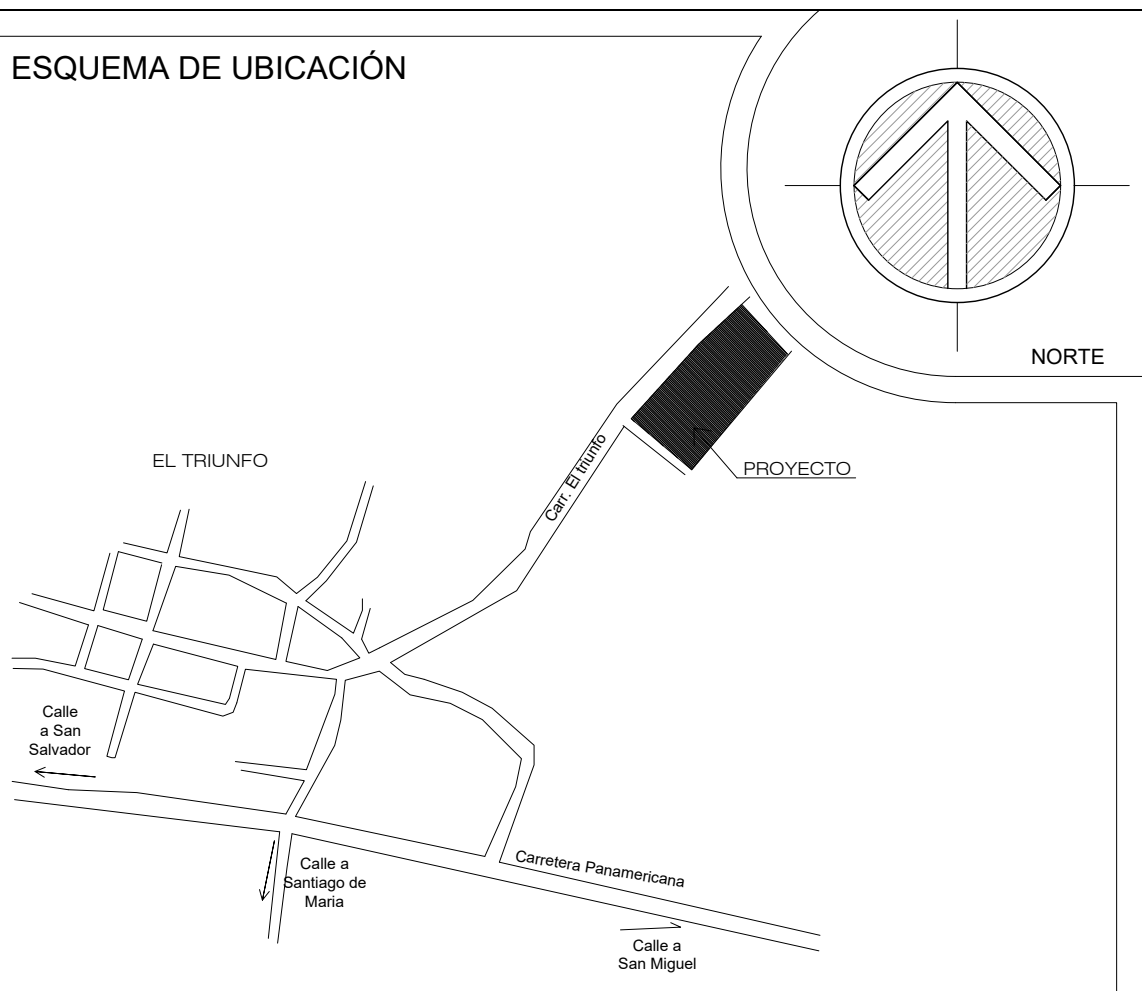 ESQUEMA DE UBICACIÓN
NORTE
EL TRIUNFO
Carr. El triunfo
PROYECTO
Calle
a San
Salvador
Calle a
Santiago de
Maria
Carretera Panamericana
Calle a
San Miguel